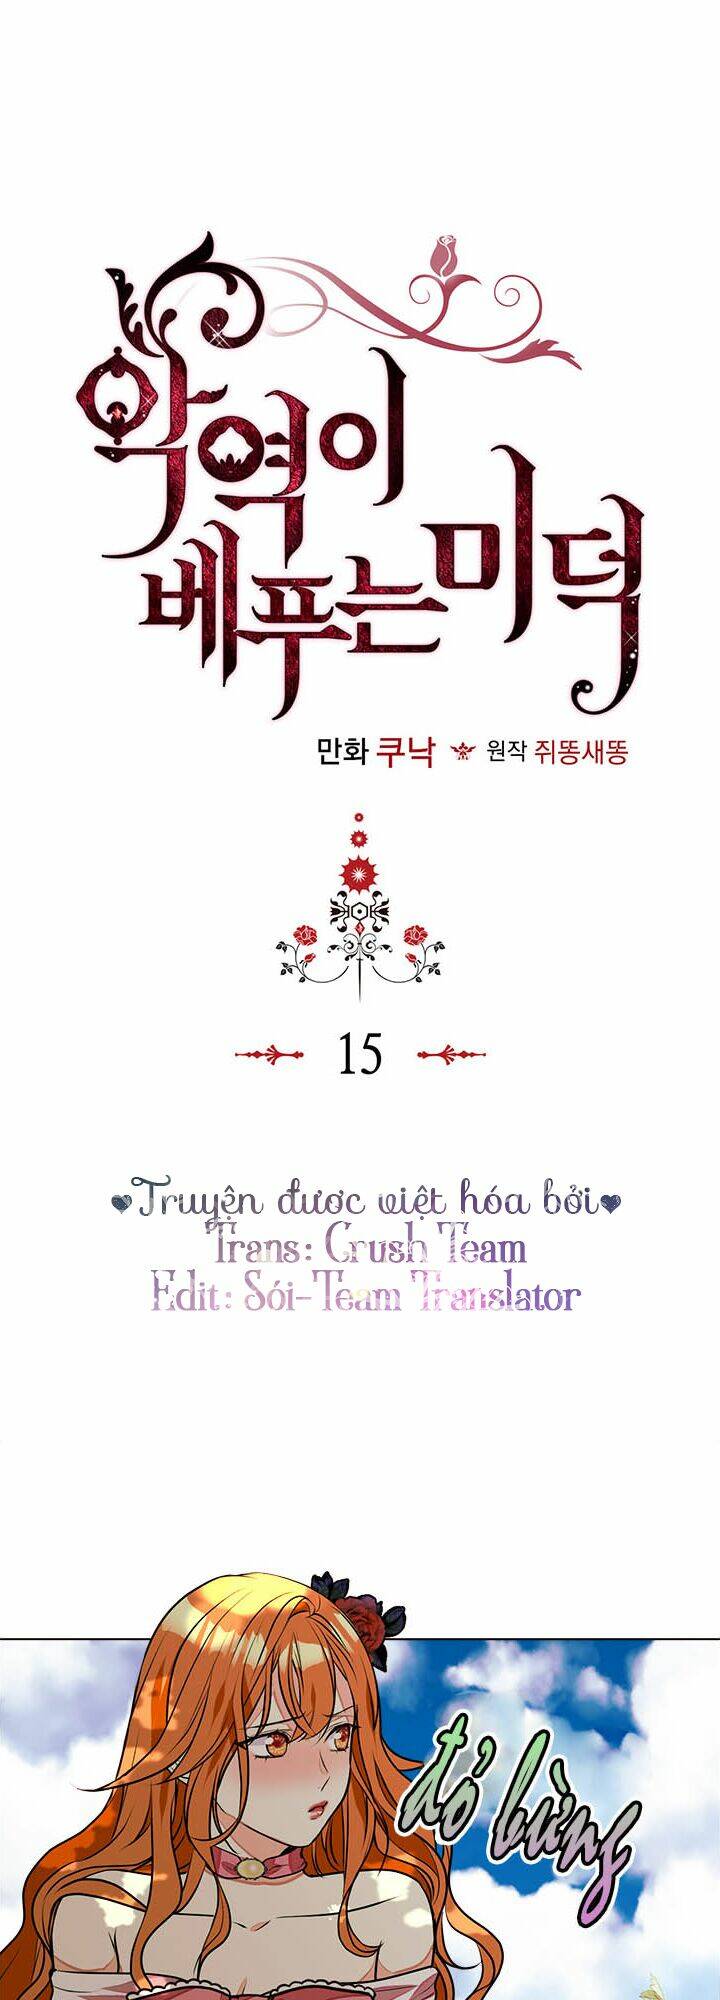 악역이
베푸는 미덕
만화 쿠낙 원작 쥐똥새똥
15
Truyện được việt hóa bởi
Trans: Crush Team
Edit: Sói-Team Translator
đỏ bừng